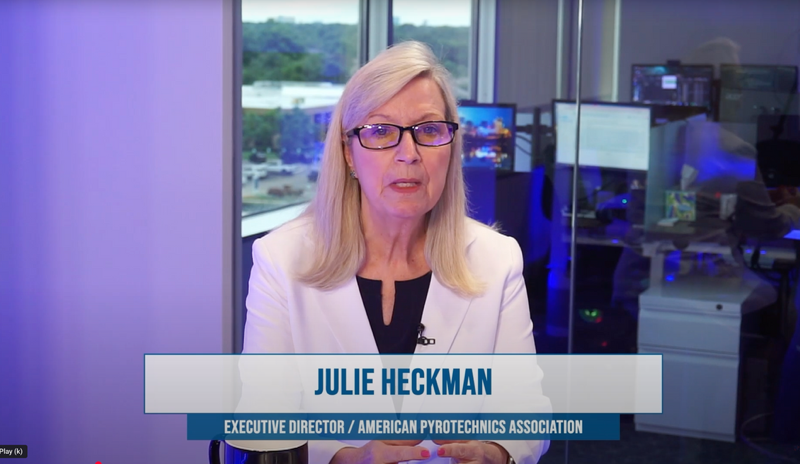 JULIE HECKMAN
EXECUTIVE DIRECTOR / AMERICAN PYROTECHNICS ASSOCIATION
Play (k)